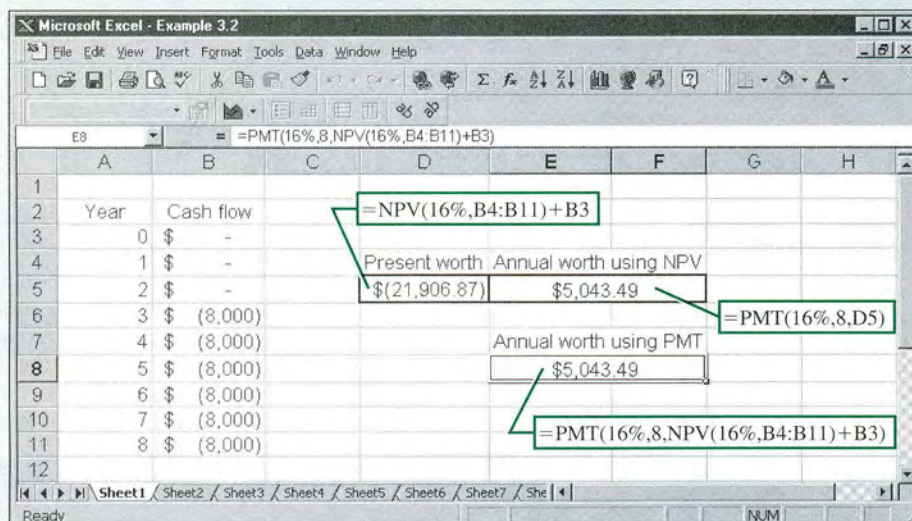 Microsoft Excel - Example 3.2
File Edit View Insert Format Tools Data Window Help
E8 = =PMT(16%,8,NPV(16%,B4:B11)+B3)
A B C D E F G H
1
2 Year Cash flow =NPV(16%,B4:B11)+B3
3 0 $ -
4 1 $ - Present worth Annual worth using NPV
5 2 $ - $(21,906.87) $5,043.49
6 3 $ (8,000) =PMT(16%,8,D5)
7 4 $ (8,000) Annual worth using PMT
8 5 $ (8,000) $5,043.49
9 6 $ (8,000)
10 7 $ (8,000) =PMT(16%,8,NPV(16%,B4:B11)+B3)
11 8 $ (8,000)
12
Sheet1 / Sheet2 / Sheet3 / Sheet4 / Sheet5 / Sheet6 / Sheet7 / She
Ready NUM